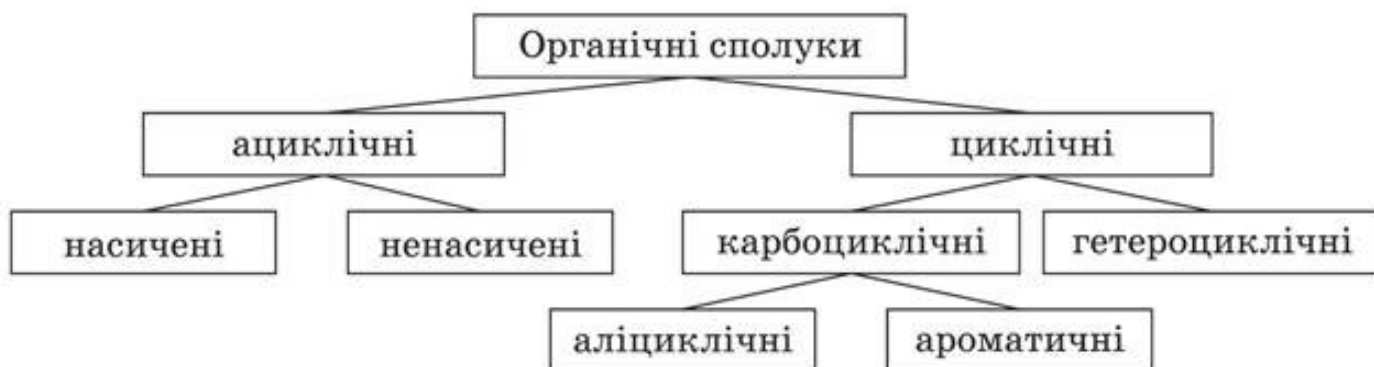 Органічні сполуки
ациклічні циклічні
насичені ненасичені карбоциклічні гетероциклічні
аліциклічні ароматичні